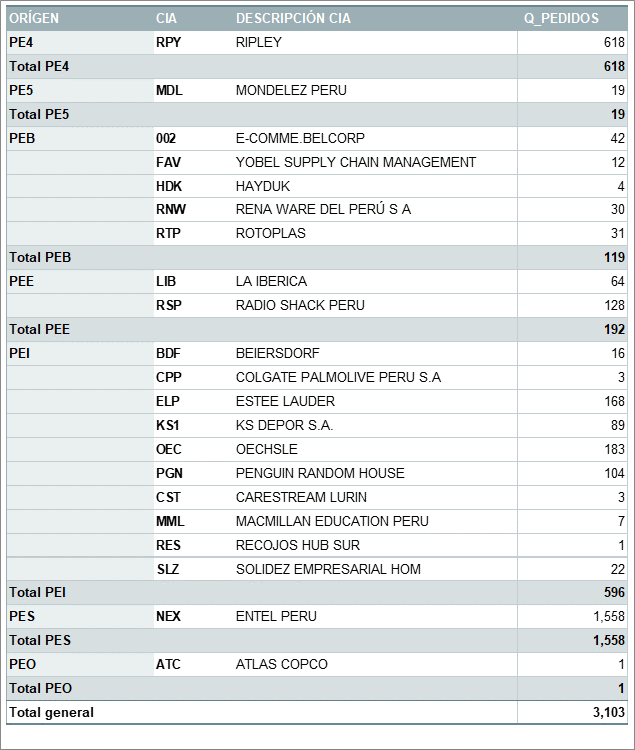 ORÍGEN CIA DESCRIPCIÓN CIA Q_PEDIDOS
PE4 RPY RIPLEY 618
Total PE4 618
PE5 MDL MONDELEZ PERU 19
Total PE5 19
PEB 002 E-COMME.BELCORP 42
FAV YOBEL SUPPLY CHAIN MANAGEMENT 12
HDK HAYDUK 4
RNW RENA WARE DEL PERÚ S A 30
RTP ROTOPLAS 31
Total PEB 119
PEE LIB LA IBERICA 64
RSP RADIO SHACK PERU 128
Total PEE 192
PEI BDF BEIERSDORF 16
CPP COLGATE PALMOLIVE PERU S.A 3
ELP ESTEE LAUDER 168
KS1 KS DEPOR S.A. 89
OEC OECHSLE 183
PGN PENGUIN RANDOM HOUSE 104
CST CARESTREAM LURIN 3
MML MACMILLAN EDUCATION PERU 7
RES RECOJOS HUB SUR 1
SLZ SOLIDEZ EMPRESARIAL HOM 22
Total PEI 596
PES NEX ENTEL PERU 1,558
Total PES 1,558
PEO ATC ATLAS COPCO 1
Total PEO 1
Total general 3,103